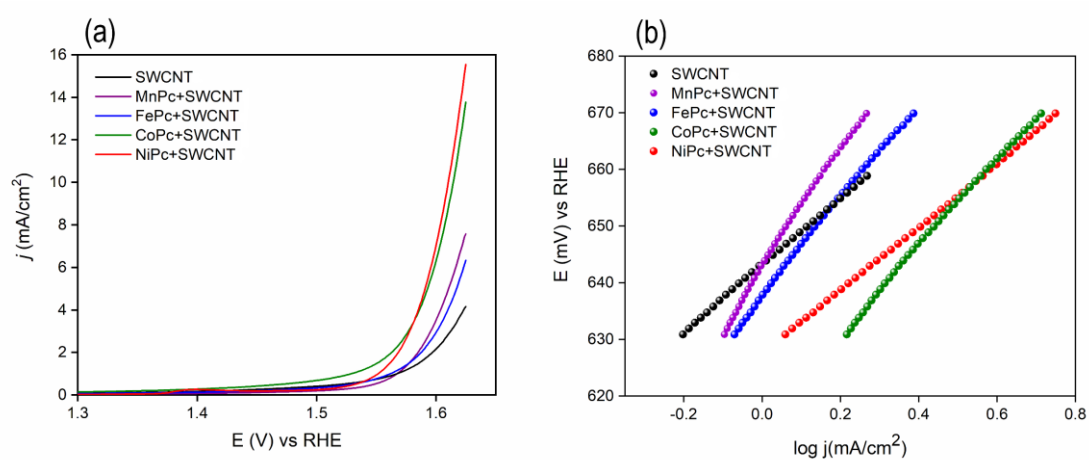 (a)
16
14
12
10
8
6
4
2
0
j (mA/cm²)
SWCNT
MnPc+SWCNT
FePc+SWCNT
CoPc+SWCNT
NiPc+SWCNT
1.3 1.4 1.5 1.6
E (V) vs RHE
(b)
680
670
660
650
640
630
620
E (mV) vs RHE
SWCNT
MnPc+SWCNT
FePc+SWCNT
CoPc+SWCNT
NiPc+SWCNT
-0.2 0.0 0.2 0.4 0.6 0.8
log j(mA/cm²)